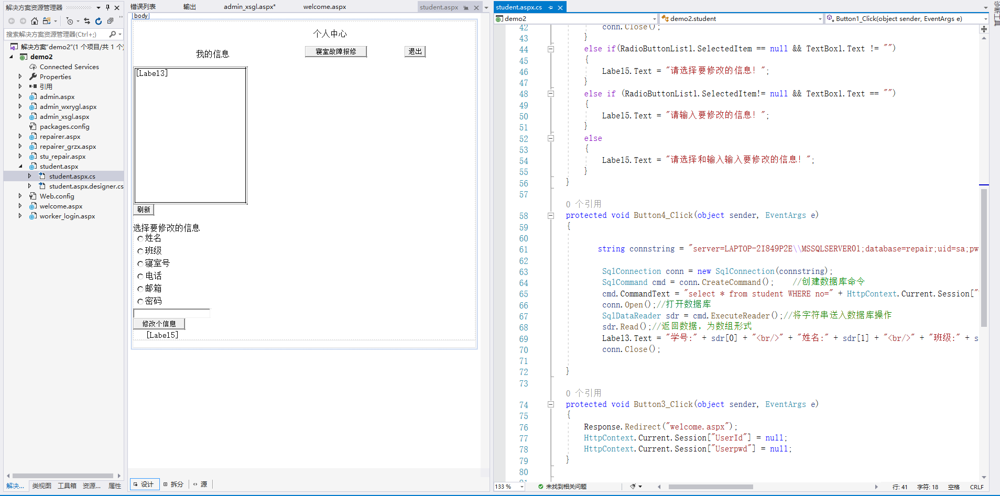 解决方案资源管理器
搜索解决方案资源管理器(Ctrl+;)
解决方案"demo2"(1 个项目/共 1 个)
demo2
Connected Services
Properties
引用
admin.aspx
admin_wxrygl.aspx
admin_xsgl.aspx
packages.config
repairer.aspx
repairer_grzx.aspx
stu_repair.aspx
student.aspx
student.aspx.cs
student.aspx.designer.cs
Web.config
welcome.aspx
worker_login.aspx
解决... 类视图 工具箱 资源... 属性
错误列表 输出 admin_xsgl.aspx* welcome.aspx student.aspx
body
个人中心
我的信息 寝室故障报修 退出
[Label3]
刷新
选择要修改的信息
姓名
班级
寝室号
电话
邮箱
密码
修改个信息
[Label5]
设计 拆分 源
student.aspx.cs
demo2 demo2.student Button1_Click(object sender, EventArgs e)
42 conn.Close();
43 }
44 else if(RadioButtonList1.SelectedItem == null && TextBox1.Text != "")
45 {
46 Label5.Text = "请选择要修改的信息！";
47 }
48 else if (RadioButtonList1.SelectedItem!= null && TextBox1.Text == "")
49 {
50 Label5.Text = "请输入要修改的信息！";
51 }
52 else
53 {
54 Label5.Text = "请选择和输入输入要修改的信息！";
55 }
56 }
57
0 个引用
58 protected void Button4_Click(object sender, EventArgs e)
59 {
60
61 string connstring = "server=LAPTOP-2I849P2E\\MSSQLSERVER01;database=repair;uid=sa;pw
62
63 SqlConnection conn = new SqlConnection(connstring);
64 SqlCommand cmd = conn.CreateCommand(); //创建数据库命令
65 cmd.CommandText = "select * from student WHERE no=" + HttpContext.Current.Session["
66 conn.Open();//打开数据库
67 SqlDataReader sdr = cmd.ExecuteReader();//将字符串送入数据库操作
68 sdr.Read();//返回数据，为数组形式
69 Label3.Text = "学号:" + sdr[0] + "<br/>" + "姓名:" + sdr[1] + "<br/>" + "班级:" + s
70 conn.Close();
71
72 }
73
0 个引用
74 protected void Button3_Click(object sender, EventArgs e)
75 {
76 Response.Redirect("welcome.aspx");
77 HttpContext.Current.Session["UserId"] = null;
78 HttpContext.Current.Session["Userpwd"] = null;
79 }
80
133 % 未找到相关问题 行: 41 字符: 18 空格 CRLF
诊断工具